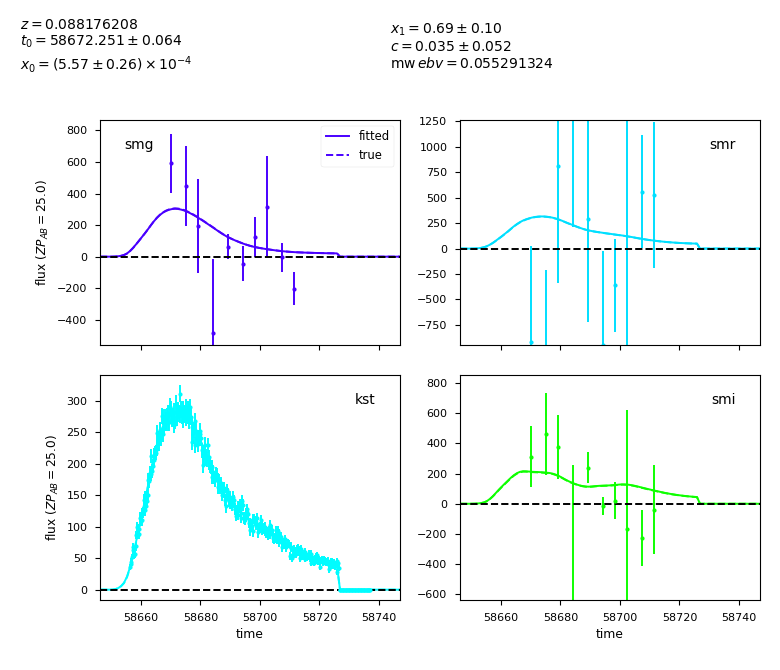 z = 0.088176208
t₀ = 58672.251 ± 0.064
x₀ = (5.57 ± 0.26) × 10⁻⁴
x₁ = 0.69 ± 0.10
c = 0.035 ± 0.052
mw ebv = 0.055291324
smg
fitted
true
800
600
400
200
0
−200
−400
flux (ZP_AB = 25.0)
smr
1250
1000
750
500
250
0
−250
−500
−750
kst
300
250
200
150
100
50
0
flux (ZP_AB = 25.0)
58660 58680 58700 58720 58740
time
smi
800
600
400
200
0
−200
−400
−600
58660 58680 58700 58720 58740
time